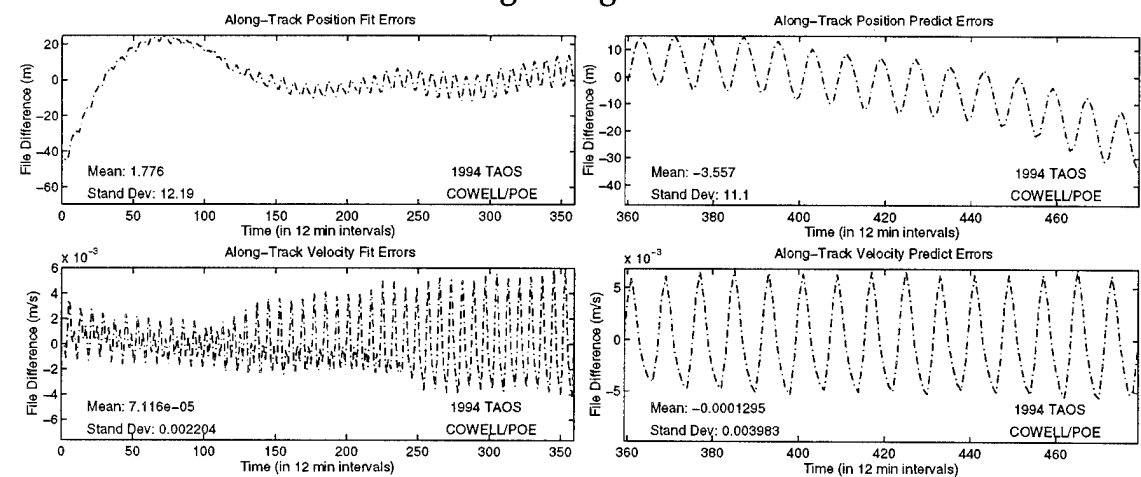 Along-Track Position Fit Errors
File Difference (m)
20
0
-20
-40
-60
Mean: 1.776
Stand Dev: 12.19
1994 TAOS
COWELL/POE
0 50 100 150 200 250 300 350
Time (in 12 min intervals)
Along-Track Position Predict Errors
File Difference (m)
10
0
-10
-20
-30
-40
Mean: -3.557
Stand Dev: 11.1
1994 TAOS
COWELL/POE
360 380 400 420 440 460
Time (in 12 min intervals)
Along-Track Velocity Fit Errors
x 10^-3
File Difference (m/s)
6
4
2
0
-2
-4
-6
Mean: 7.116e-05
Stand Dev: 0.002204
1994 TAOS
COWELL/POE
0 50 100 150 200 250 300 350
Time (in 12 min intervals)
Along-Track Velocity Predict Errors
x 10^-3
File Difference (m/s)
5
0
-5
Mean: -0.0001295
Stand Dev: 0.003983
1994 TAOS
COWELL/POE
360 380 400 420 440 460
Time (in 12 min intervals)